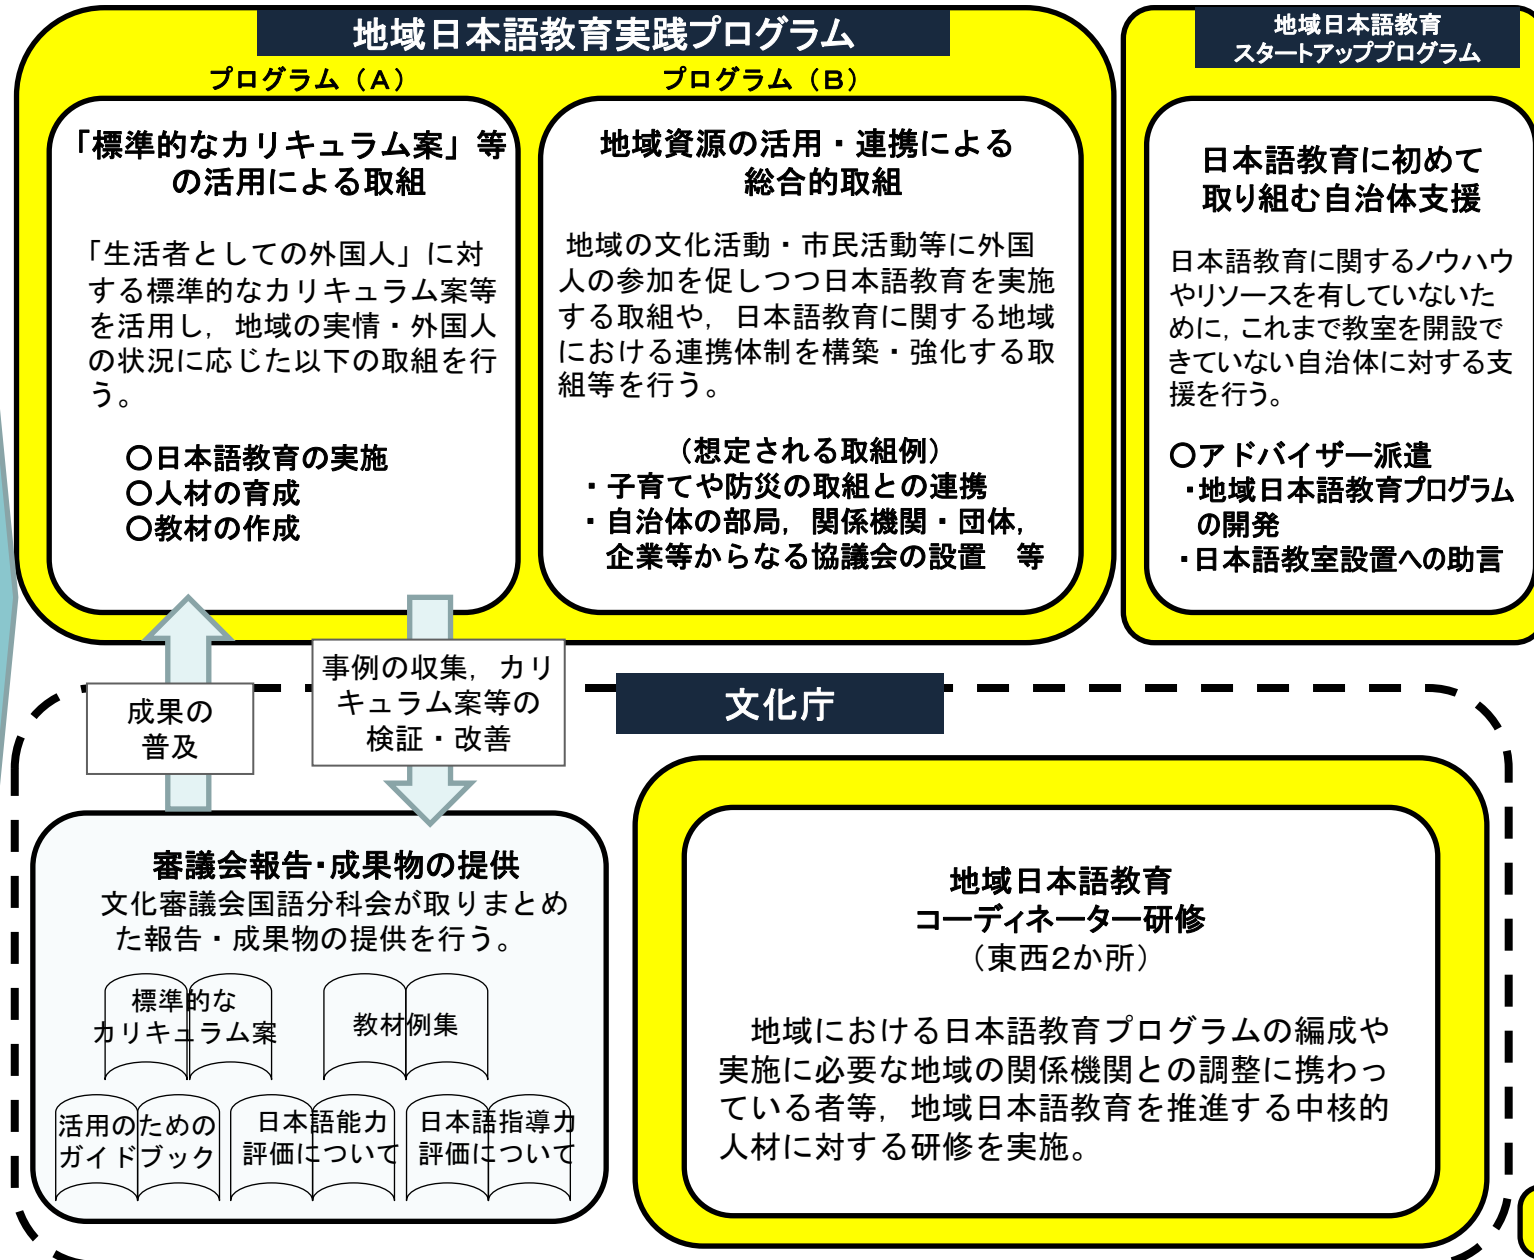 地域日本語教育実践プログラム
プログラム（A）
「標準的なカリキュラム案」等
の活用による取組
「生活者としての外国人」に対
する標準的なカリキュラム案等
を活用し，地域の実情・外国人
の状況に応じた以下の取組を行
う。
〇日本語教育の実施
〇人材の育成
〇教材の作成
プログラム（B）
地域資源の活用・連携による
総合的取組
地域の文化活動・市民活動等に外国
人の参加を促しつつ日本語教育を実施
する取組や，日本語教育に関する地域
における連携体制を構築・強化する取
組等を行う。
（想定される取組例）
・子育てや防災の取組との連携
・自治体の部局，関係機関・団体，
企業等からなる協議会の設置　等
地域日本語教育
スタートアッププログラム
日本語教育に初めて
取り組む自治体支援
日本語教育に関するノウハウ
やリソースを有していないた
めに，これまで教室を開設で
きていない自治体に対する支
援を行う。
〇アドバイザー派遣
・地域日本語教育プログラム
の開発
・日本語教室設置への助言
成果の
普及
事例の収集，カリ
キュラム案等の
検証・改善
文化庁
審議会報告・成果物の提供
文化審議会国語分科会が取りまとめ
た報告・成果物の提供を行う。
標準的な
カリキュラム案
教材例集
活用のための
ガイドブック
日本語能力
評価について
日本語指導力
評価について
地域日本語教育
コーディネーター研修
（東西2か所）
地域における日本語教育プログラムの編成や
実施に必要な地域の関係機関との調整に携わっ
ている者等，地域日本語教育を推進する中核的
人材に対する研修を実施。